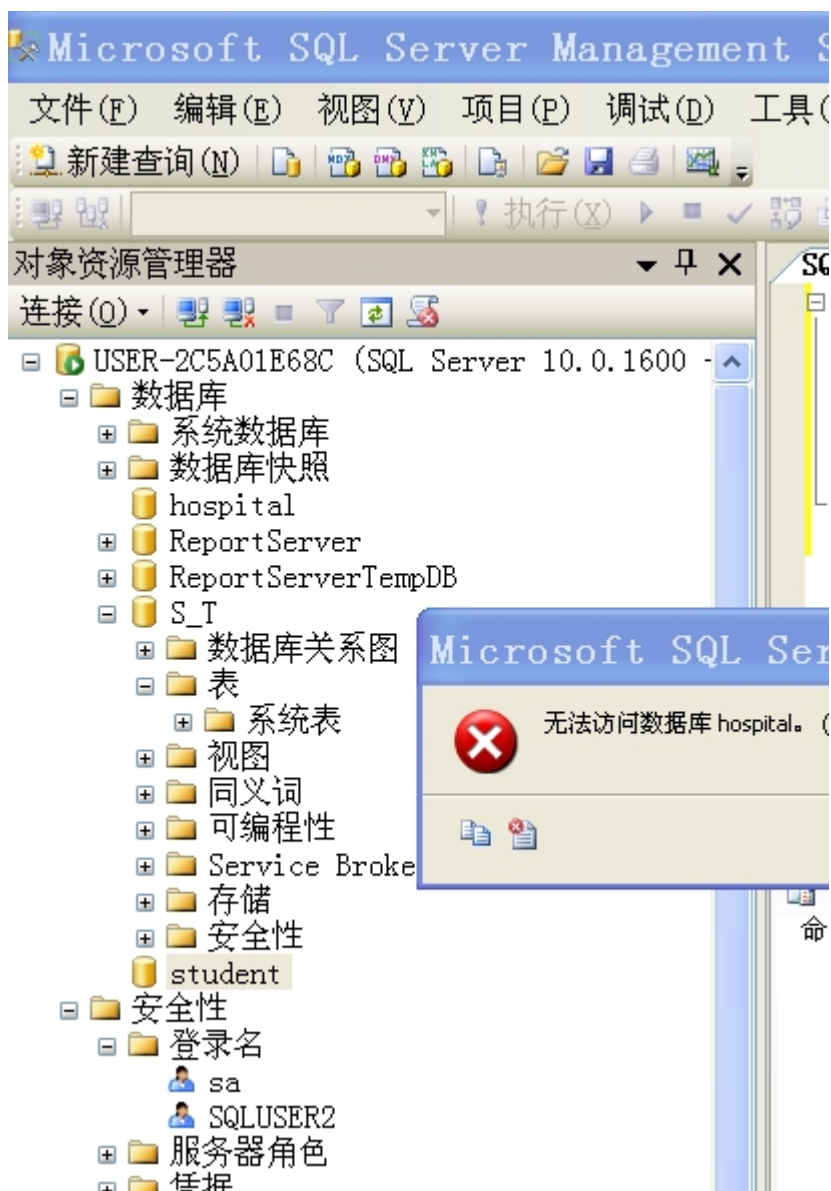 Microsoft SQL Server Management S
文件(F) 编辑(E) 视图(V) 项目(P) 调试(D) 工具(
新建查询(N)
执行(X)
对象资源管理器
连接(O)
USER-2C5A01E68C (SQL Server 10.0.1600 -
数据库
系统数据库
数据库快照
hospital
ReportServer
ReportServerTempDB
S_T
数据库关系图
表
系统表
视图
同义词
可编程性
Service Broke
存储
安全性
student
安全性
登录名
sa
SQLUSER2
服务器角色
凭据
SQ
Microsoft SQL Ser
无法访问数据库 hospital。 (
命